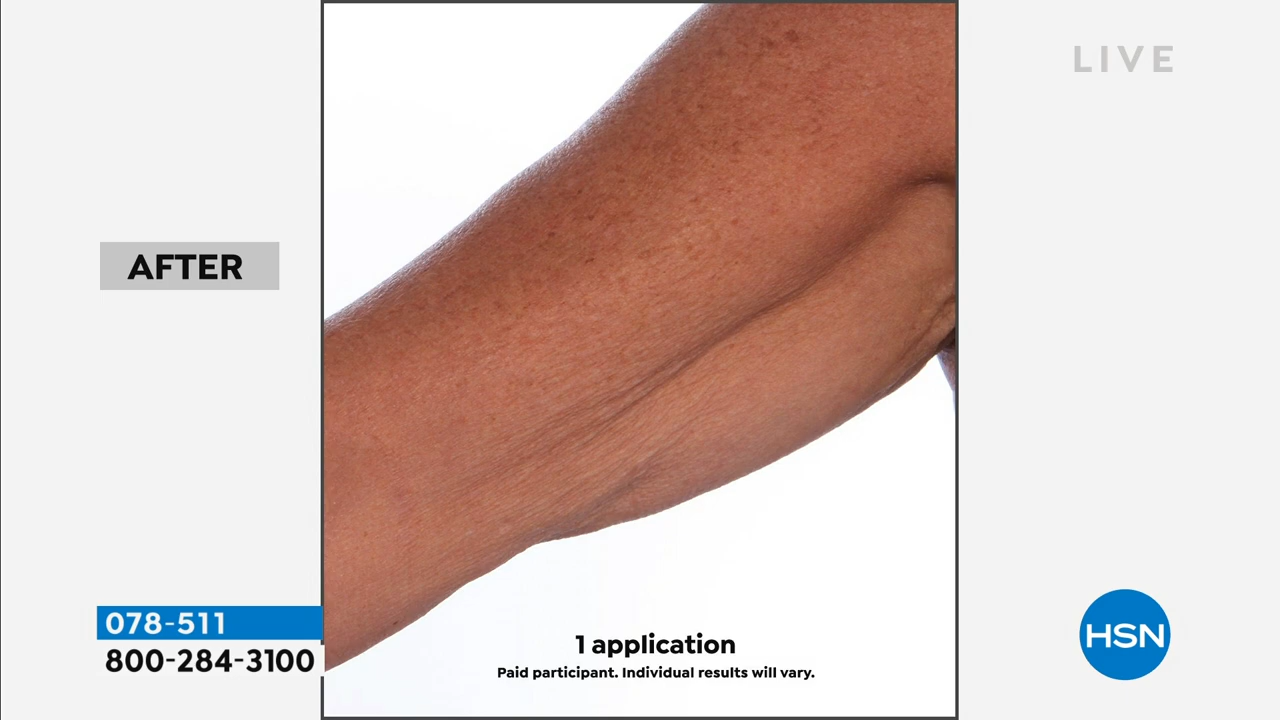 LIVE
AFTER
078-511
800-284-3100
1 application
Paid participant. Individual results will vary.
HSN